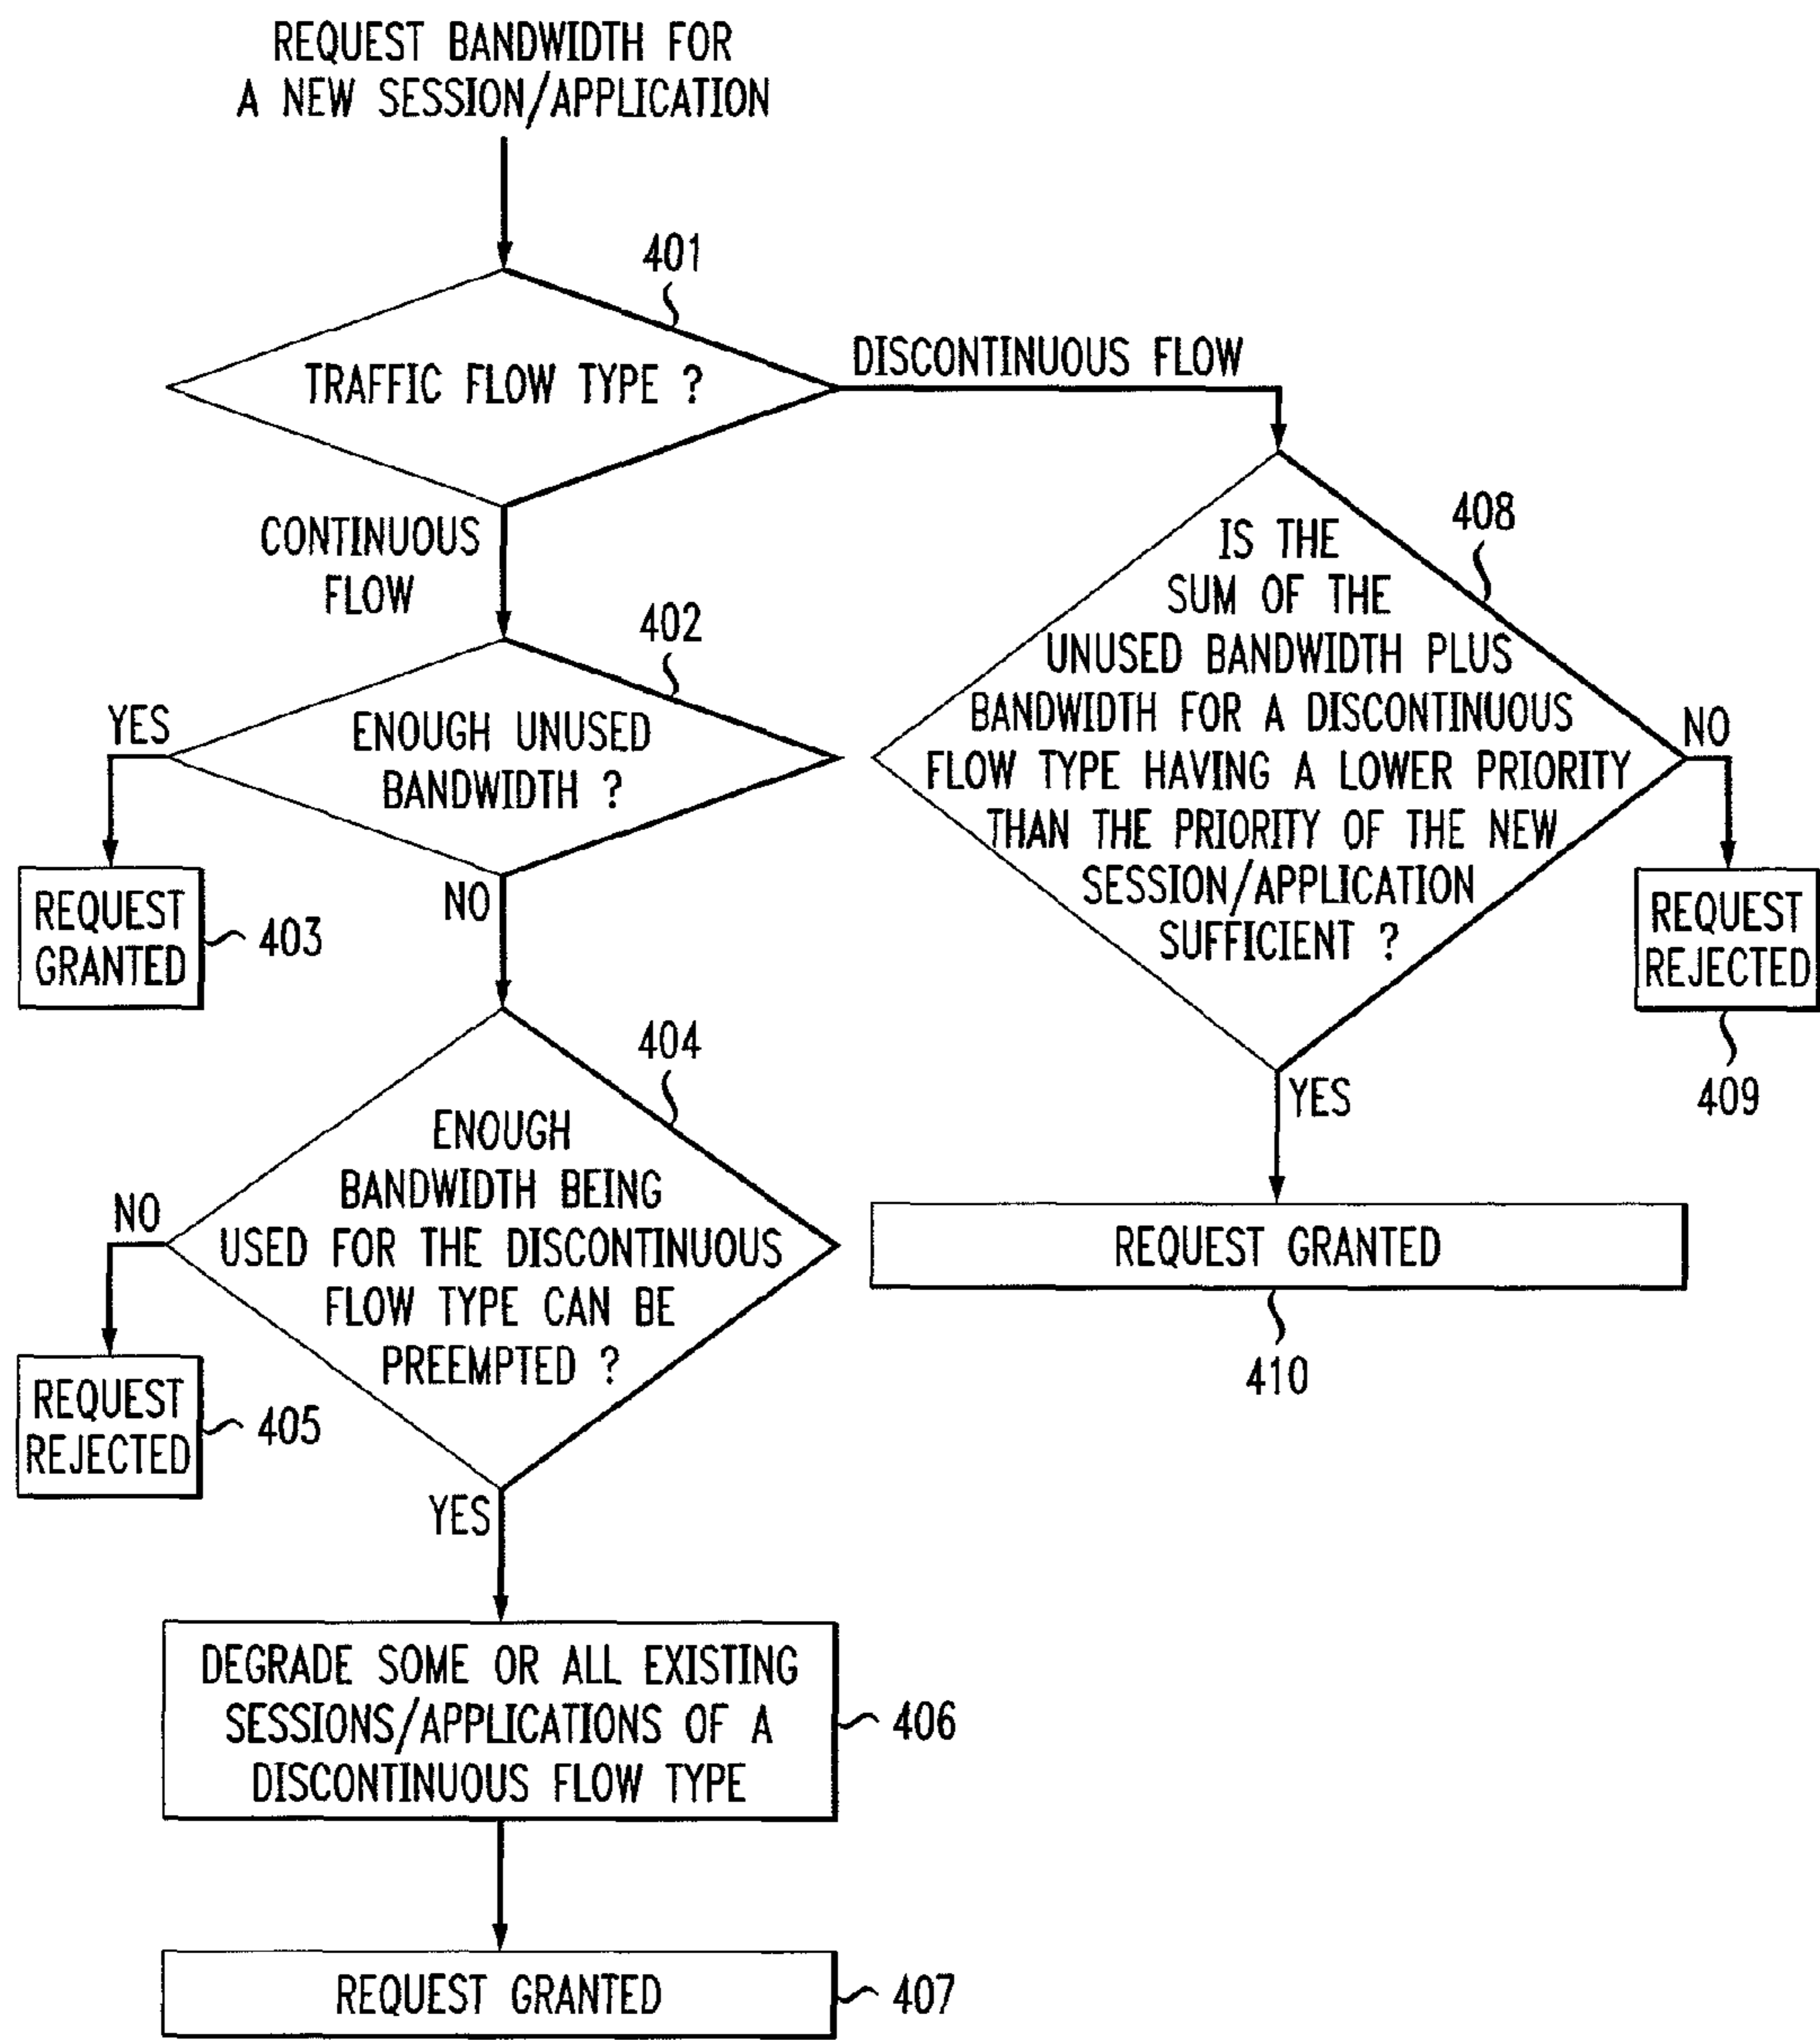 REQUEST BANDWIDTH FOR
A NEW SESSION/APPLICATION
401
TRAFFIC FLOW TYPE ?
DISCONTINUOUS FLOW
CONTINUOUS
FLOW
402
YES
ENOUGH UNUSED
BANDWIDTH ?
NO
REQUEST
GRANTED
403
408
IS THE
SUM OF THE
UNUSED BANDWIDTH PLUS
BANDWIDTH FOR A DISCONTINUOUS
FLOW TYPE HAVING A LOWER PRIORITY
THAN THE PRIORITY OF THE NEW
SESSION/APPLICATION
SUFFICIENT ?
NO
REQUEST
REJECTED
409
YES
REQUEST GRANTED
410
404
ENOUGH
BANDWIDTH BEING
USED FOR THE DISCONTINUOUS
FLOW TYPE CAN BE
PREEMPTED ?
NO
REQUEST
REJECTED
405
YES
DEGRADE SOME OR ALL EXISTING
SESSIONS/APPLICATIONS OF A
DISCONTINUOUS FLOW TYPE
406
REQUEST GRANTED
407